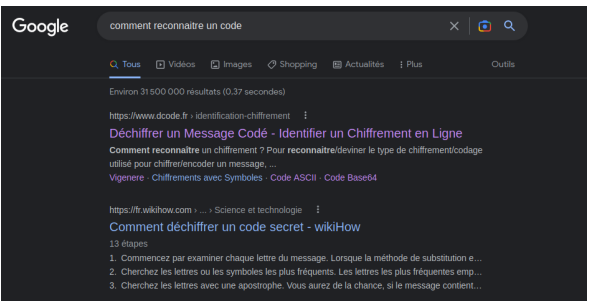 Google
comment reconnaitre un code
Tous Vidéos Images Shopping Actualités Plus Outils
Environ 31 500 000 résultats (0,37 secondes)
https://www.dcode.fr › identification-chiffrement
Déchiffrer un Message Codé - Identifier un Chiffrement en Ligne
Comment reconnaître un chiffrement ? Pour reconnaitre/deviner le type de chiffrement/codage
utilisé pour chiffrer/encoder un message, ...
Vigenere · Chiffrements avec Symboles · Code ASCII · Code Base64
https://fr.wikihow.com › ... › Science et technologie
Comment déchiffrer un code secret - wikiHow
13 étapes
1. Commencez par examiner chaque lettre du message. Lorsque la méthode de substitution e...
2. Cherchez les lettres ou les symboles les plus fréquents. Les lettres les plus fréquentes emp...
3. Cherchez les lettres avec une apostrophe. Vous aurez de la chance, si le message contient...